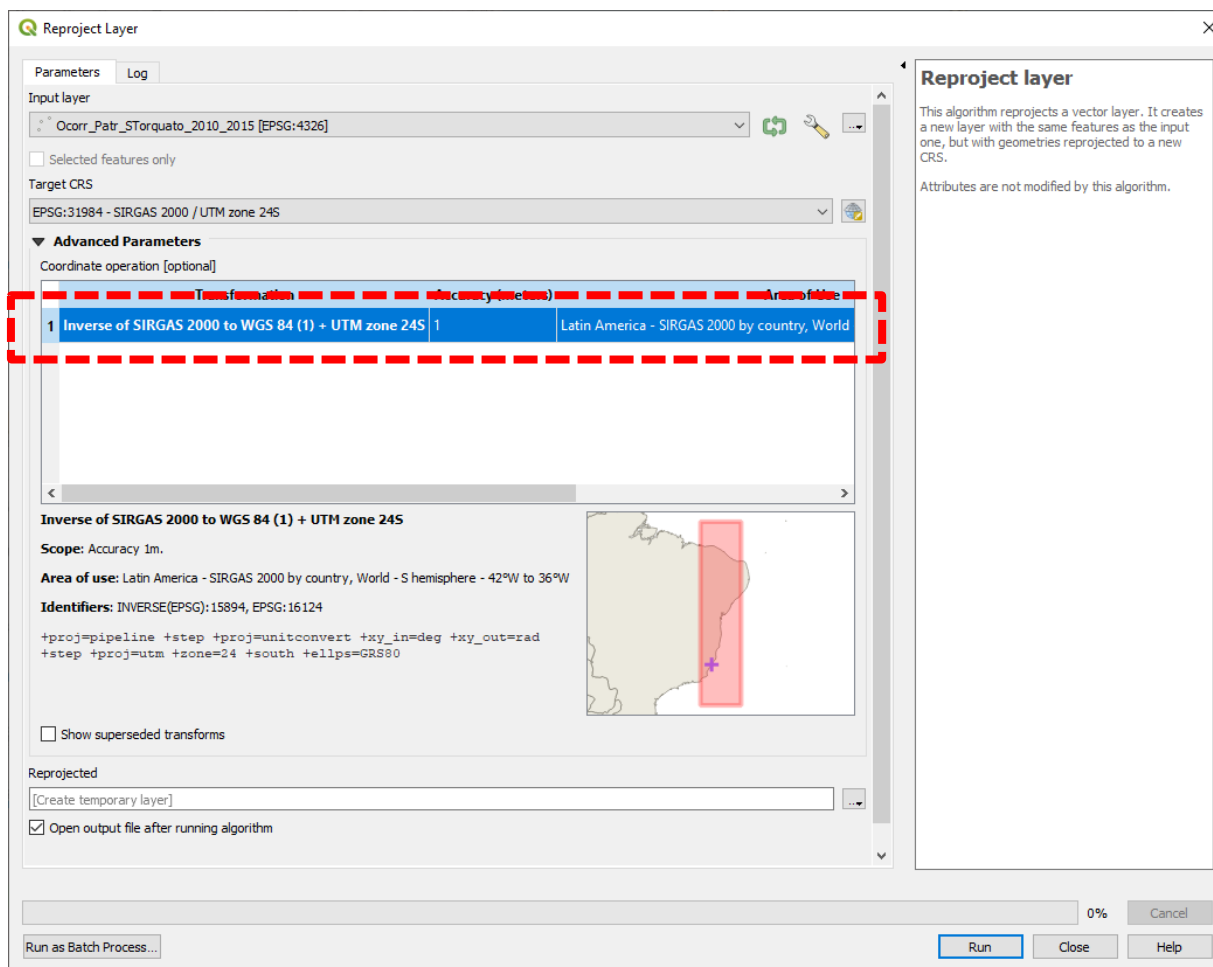 Reproject Layer
Parameters
Log
Input layer
Ocorr_Patr_STorquato_2010_2015 [EPSG:4326]
Selected features only
Target CRS
EPSG:31984 - SIRGAS 2000 / UTM zone 24S
Advanced Parameters
Coordinate operation [optional]
Transformation Accuracy (meters) Area of Use
1 Inverse of SIRGAS 2000 to WGS 84 (1) + UTM zone 24S 1 Latin America - SIRGAS 2000 by country, World
Inverse of SIRGAS 2000 to WGS 84 (1) + UTM zone 24S
Scope: Accuracy 1m.
Area of use: Latin America - SIRGAS 2000 by country, World - S hemisphere - 42°W to 36°W
Identifiers: INVERSE(EPSG):15894, EPSG:16124
+proj=pipeline +step +proj=unitconvert +xy_in=deg +xy_out=rad
+step +proj=utm +zone=24 +south +ellps=GRS80
Show superseded transforms
Reprojected
[Create temporary layer]
Open output file after running algorithm
Reproject layer
This algorithm reprojects a vector layer. It creates
a new layer with the same features as the input
one, but with geometries reprojected to a new
CRS.
Attributes are not modified by this algorithm.
0%
Cancel
Run as Batch Process...
Run
Close
Help